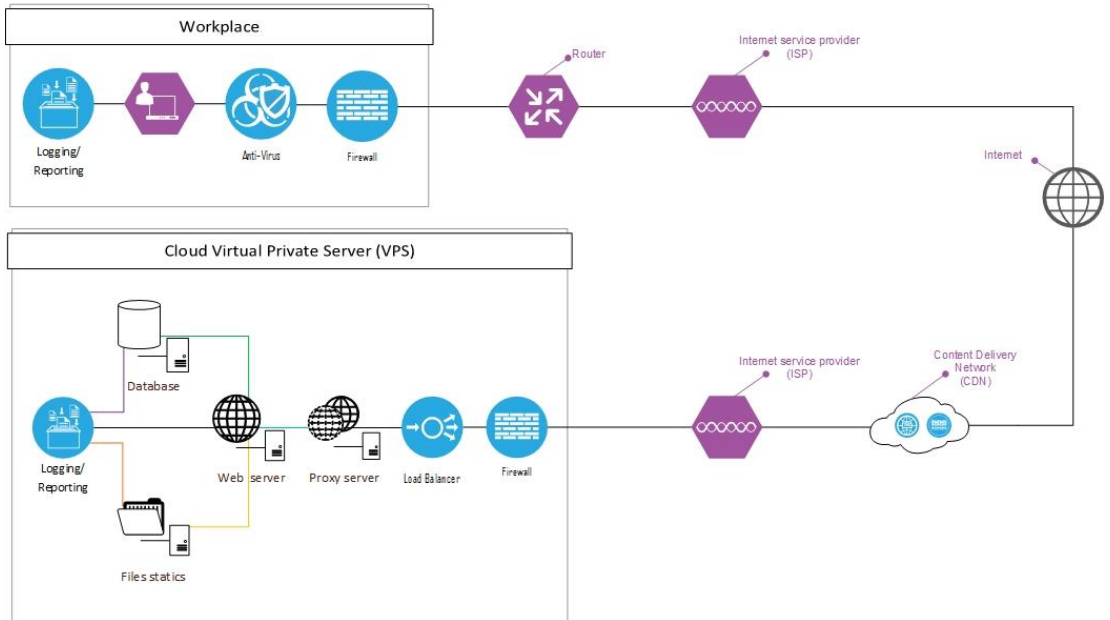 Workplace
Router
Internet service provider
(ISP)
Logging/
Reporting
Anti-Virus
Firewall
Internet
Cloud Virtual Private Server (VPS)
Database
Internet service provider
(ISP)
Content Delivery
Network
(CDN)
Logging/
Reporting
Web server
Proxy server
Load Balancer
Firewall
Files statics